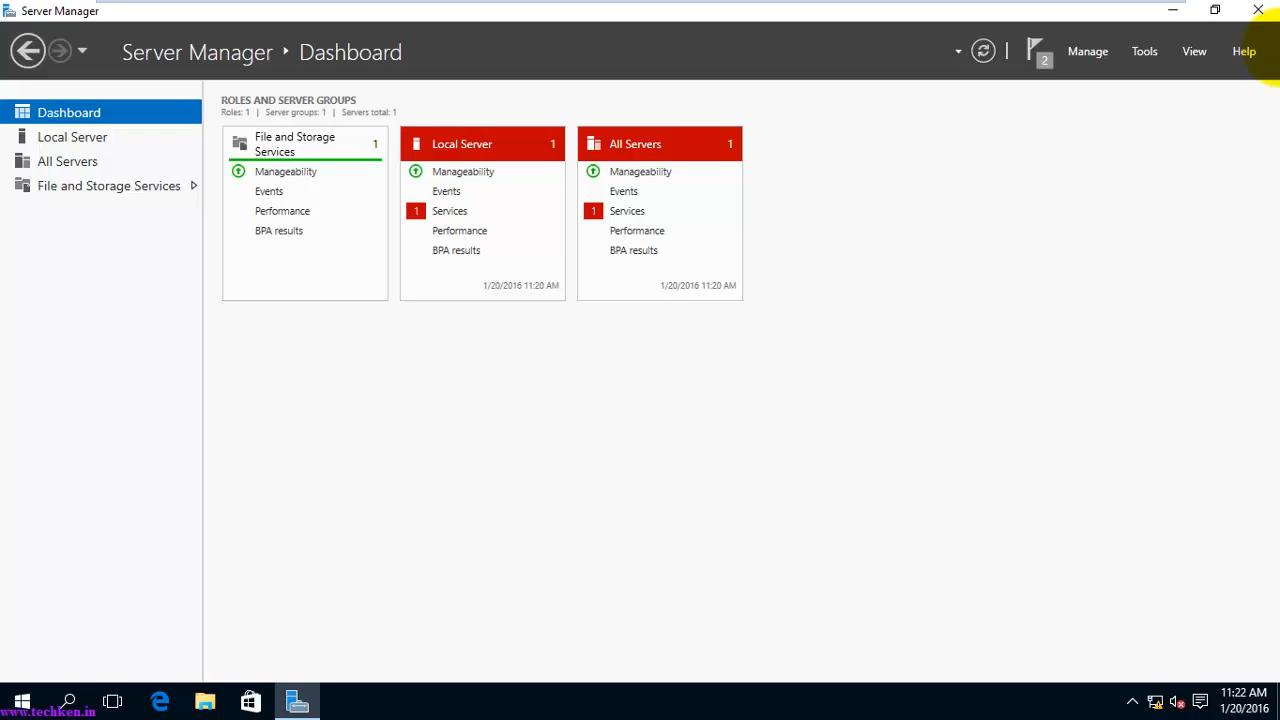 Server Manager
Server Manager ‣ Dashboard
2
Manage
Tools
View
Help
Dashboard
Local Server
All Servers
File and Storage Services
ROLES AND SERVER GROUPS
Roles: 1 | Server groups: 1 | Servers total: 1
File and Storage
Services
1
Manageability
Events
Performance
BPA results
Local Server 1
Manageability
Events
1 Services
Performance
BPA results
1/20/2016 11:20 AM
All Servers 1
Manageability
Events
1 Services
Performance
BPA results
1/20/2016 11:20 AM
www.techken.in
11:22 AM
1/20/2016